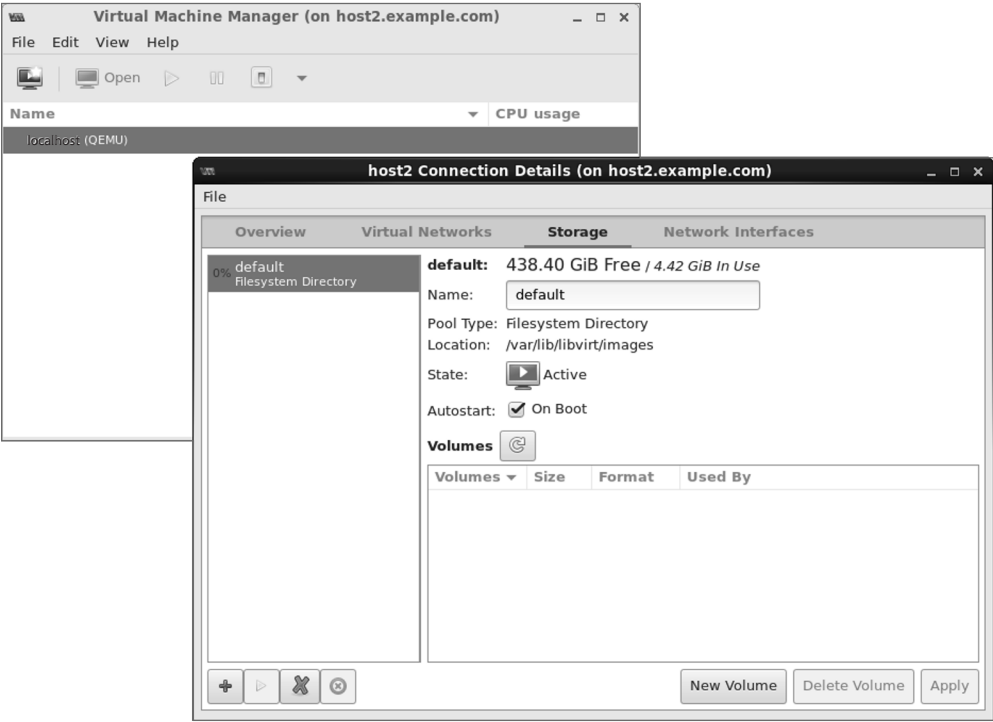 Virtual Machine Manager (on host2.example.com)
File Edit View Help
Open
Name CPU usage
localhost (QEMU)
host2 Connection Details (on host2.example.com)
File
Overview Virtual Networks Storage Network Interfaces
0% default
Filesystem Directory
default: 438.40 GiB Free / 4.42 GiB In Use
Name: default
Pool Type: Filesystem Directory
Location: /var/lib/libvirt/images
State: Active
Autostart: On Boot
Volumes
Volumes Size Format Used By
New Volume Delete Volume Apply